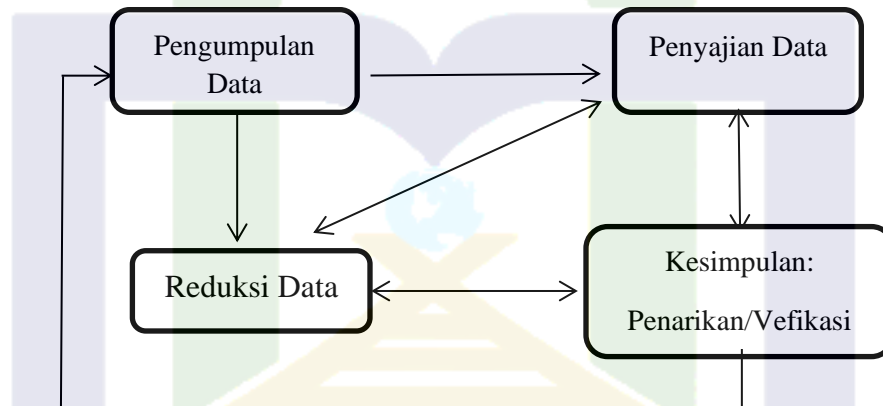 Pengumpulan
Data
Penyajian Data
Reduksi Data
Kesimpulan:
Penarikan/Vefikasi